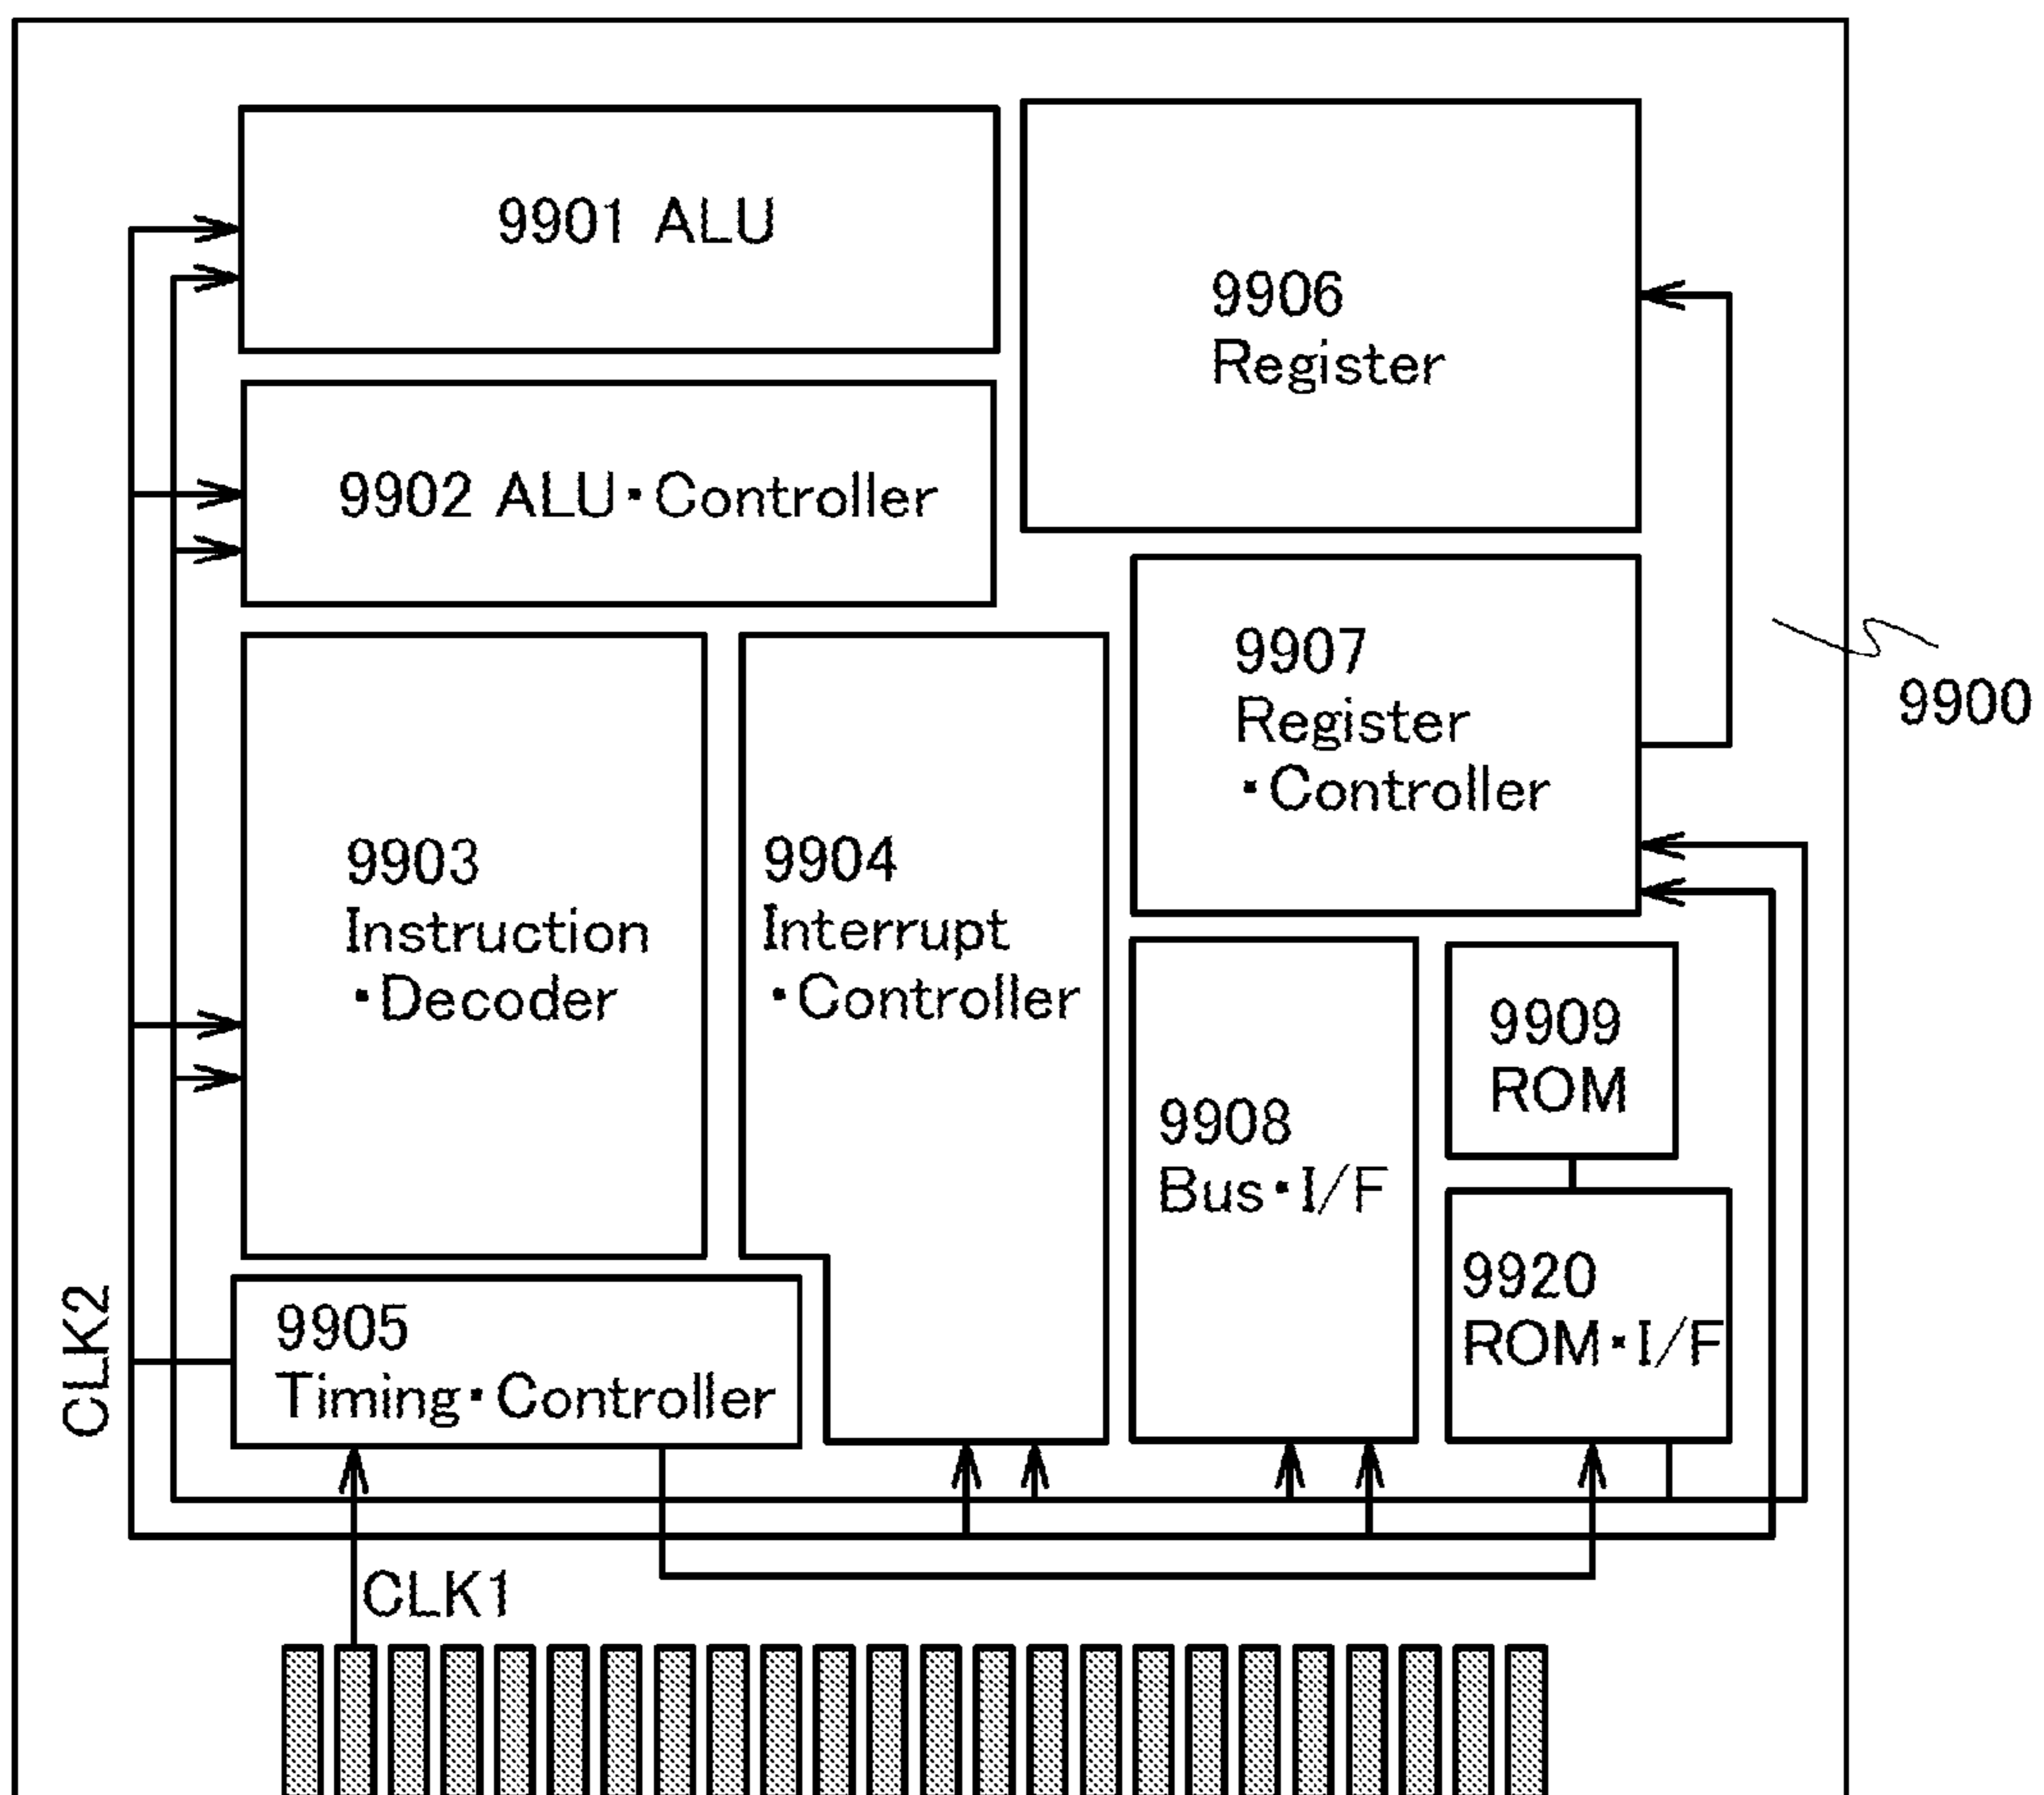 9901 ALU
9906
Register
9902 ALU・Controller
9907
Register
・Controller
9900
9903
Instruction
・Decoder
9904
Interrupt
・Controller
9909
ROM
9908
Bus・I/F
9920
ROM・I/F
9905
Timing・Controller
CLK2
CLK1